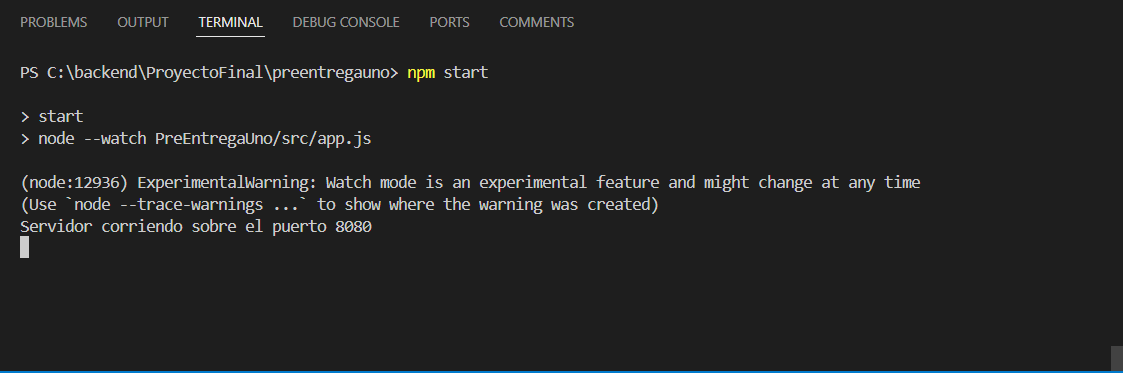 PROBLEMS OUTPUT TERMINAL DEBUG CONSOLE PORTS COMMENTS
PS C:\backend\ProyectoFinal\preentregauno> npm start
> start
> node --watch PreEntregaUno/src/app.js
(node:12936) ExperimentalWarning: Watch mode is an experimental feature and might change at any time
(Use `node --trace-warnings ...` to show where the warning was created)
Servidor corriendo sobre el puerto 8080